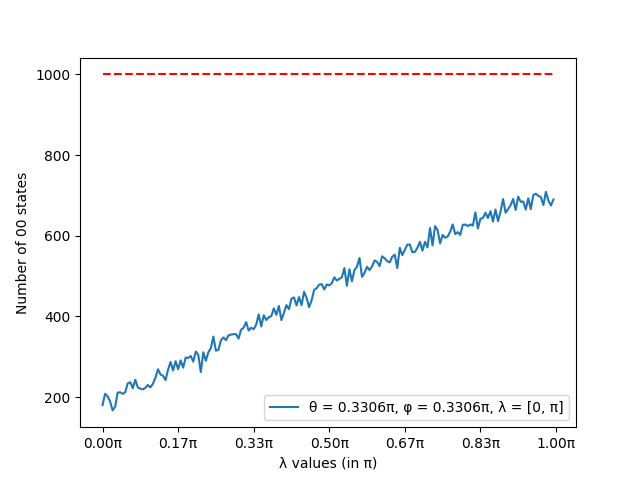 1000
800
600
400
200
Number of 00 states
θ = 0.3306π, φ = 0.3306π, λ = [0, π]
0.00π 0.17π 0.33π 0.50π 0.67π 0.83π 1.00π
λ values (in π)